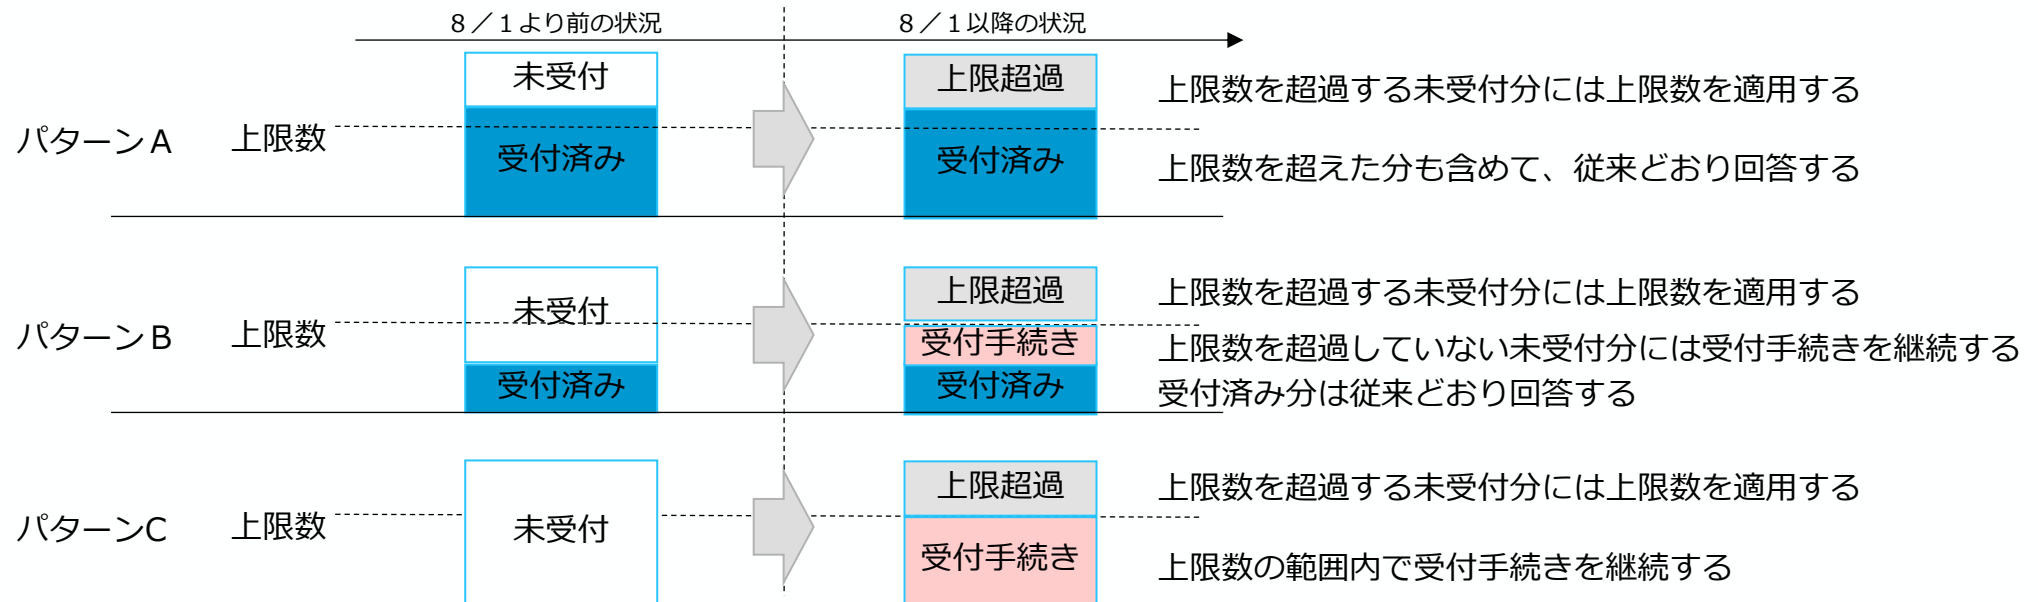 ８／１より前の状況
８／１以降の状況
パターンＡ
上限数
未受付
受付済み
上限超過
受付済み
上限数を超過する未受付分には上限数を適用する
上限数を超えた分も含めて、従来どおり回答する
パターンＢ
上限数
未受付
受付済み
上限超過
受付手続き
受付済み
上限数を超過する未受付分には上限数を適用する
上限数を超過していない未受付分には受付手続きを継続する
受付済み分は従来どおり回答する
パターンC
上限数
未受付
上限超過
受付手続き
上限数を超過する未受付分には上限数を適用する
上限数の範囲内で受付手続きを継続する